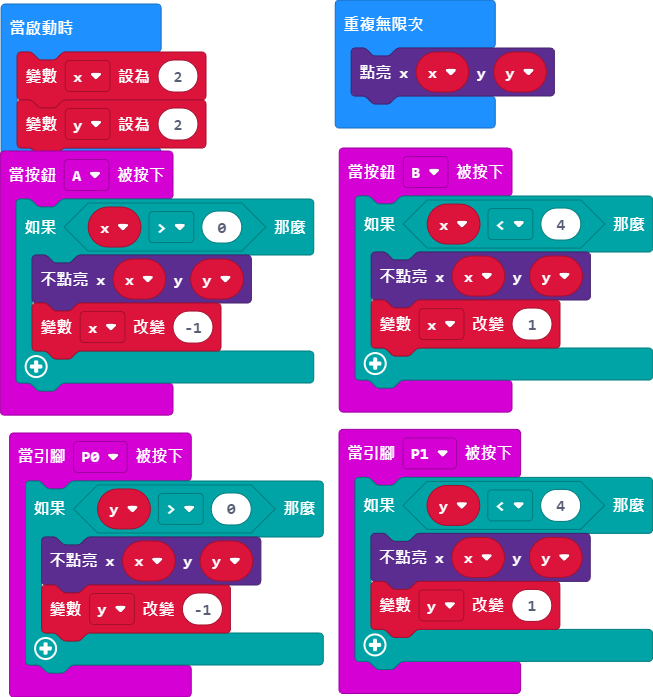 當啟動時
變數 x 設為 2
變數 y 設為 2
重複無限次
點亮 x x y y
當按鈕 A 被按下
如果 x > 0 那麼
不點亮 x x y y
變數 x 改變 -1
當按鈕 B 被按下
如果 x < 4 那麼
不點亮 x x y y
變數 x 改變 1
當引腳 P0 被按下
如果 y > 0 那麼
不點亮 x x y y
變數 y 改變 -1
當引腳 P1 被按下
如果 y < 4 那麼
不點亮 x x y y
變數 y 改變 1